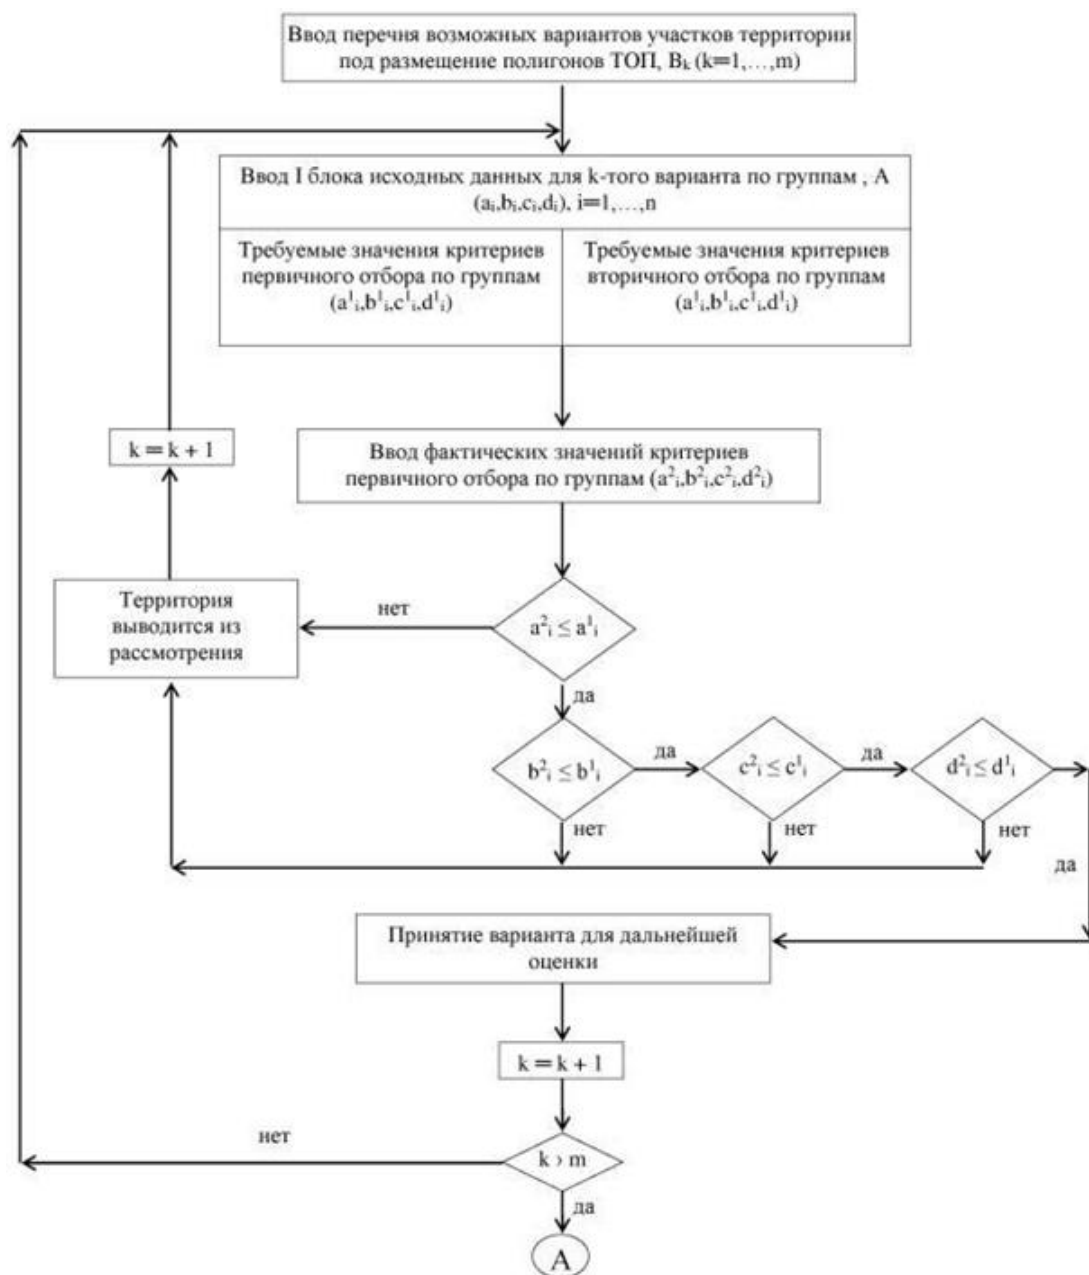 Ввод перечня возможных вариантов участков территории
под размещение полигонов ТОП, Bₖ (k=1,…,m)
Ввод I блока исходных данных для k-того варианта по группам , А
(aᵢ,bᵢ,cᵢ,dᵢ), i=1,…,n
Требуемые значения критериев
первичного отбора по группам
(a¹ᵢ,b¹ᵢ,c¹ᵢ,d¹ᵢ)
Требуемые значения критериев
вторичного отбора по группам
(a¹ᵢ,b¹ᵢ,c¹ᵢ,d¹ᵢ)
k = k + 1
Ввод фактических значений критериев
первичного отбора по группам (a²ᵢ,b²ᵢ,c²ᵢ,d²ᵢ)
Территория
выводится из
рассмотрения
нет
a²ᵢ ≤ a¹ᵢ
да
b²ᵢ ≤ b¹ᵢ
да
c²ᵢ ≤ c¹ᵢ
да
d²ᵢ ≤ d¹ᵢ
нет
нет
нет
да
Принятие варианта для дальнейшей
оценки
k = k + 1
нет
k › m
да
А